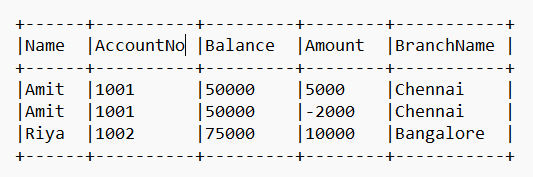 +------+---------+---------+--------+-----------+
|Name  |AccountNo|Balance  |Amount  |BranchName |
+------+---------+---------+--------+-----------+
|Amit  |1001     |50000    |5000    |Chennai    |
|Amit  |1001     |50000    |-2000   |Chennai    |
|Riya  |1002     |75000    |10000   |Bangalore  |
+------+---------+---------+--------+-----------+